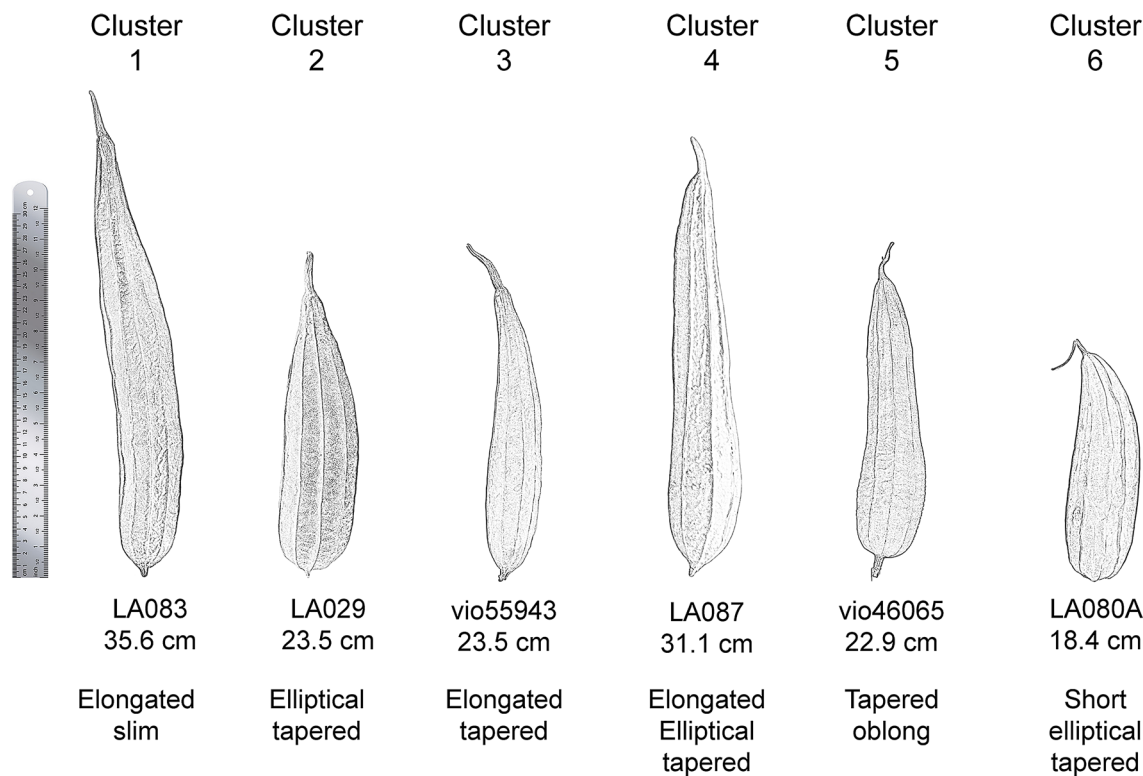 Cluster
1
Cluster
2
Cluster
3
Cluster
4
Cluster
5
Cluster
6
LA083
35.6 cm
Elongated
slim
LA029
23.5 cm
Elliptical
tapered
vio55943
23.5 cm
Elongated
tapered
LA087
31.1 cm
Elongated
Elliptical
tapered
vio46065
22.9 cm
Tapered
oblong
LA080A
18.4 cm
Short
elliptical
tapered